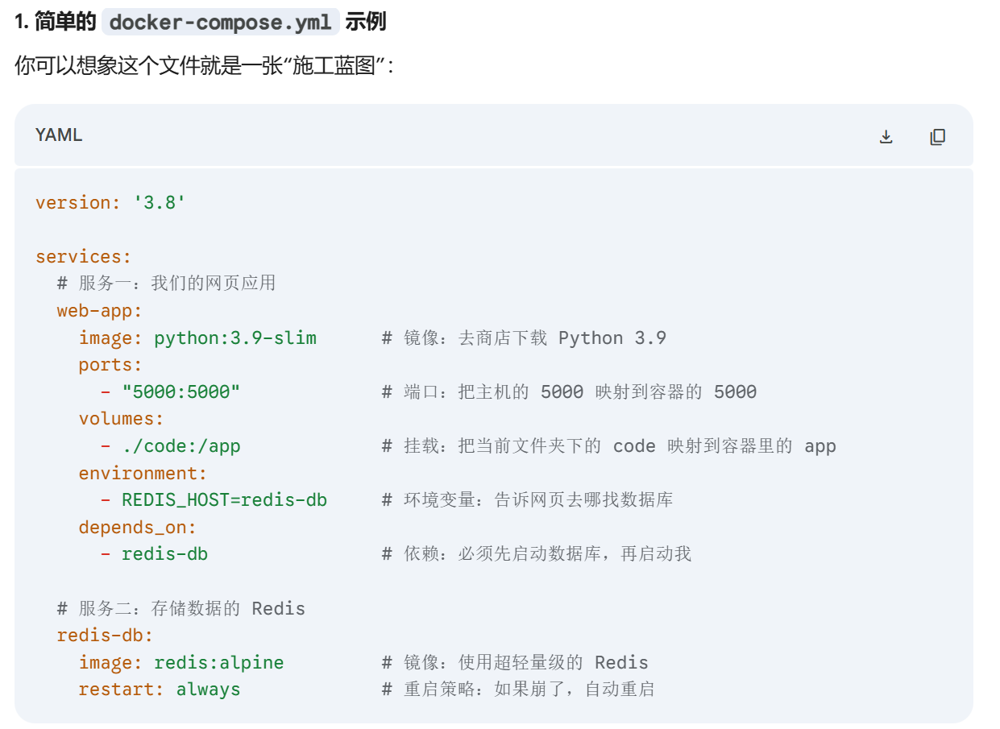 1. 简单的 docker-compose.yml 示例
你可以想象这个文件就是一张“施工蓝图”：
YAML
version: '3.8'
services:
  # 服务一：我们的网页应用
  web-app:
    image: python:3.9-slim      # 镜像：去商店下载 Python 3.9
    ports:
      - "5000:5000"             # 端口：把主机的 5000 映射到容器的 5000
    volumes:
      - ./code:/app             # 挂载：把当前文件夹下的 code 映射到容器里的 app
    environment:
      - REDIS_HOST=redis-db     # 环境变量：告诉网页去哪找数据库
    depends_on:
      - redis-db                # 依赖：必须先启动数据库，再启动我
  # 服务二：存储数据的 Redis
  redis-db:
    image: redis:alpine         # 镜像：使用超轻量级的 Redis
    restart: always             # 重启策略：如果崩了，自动重启